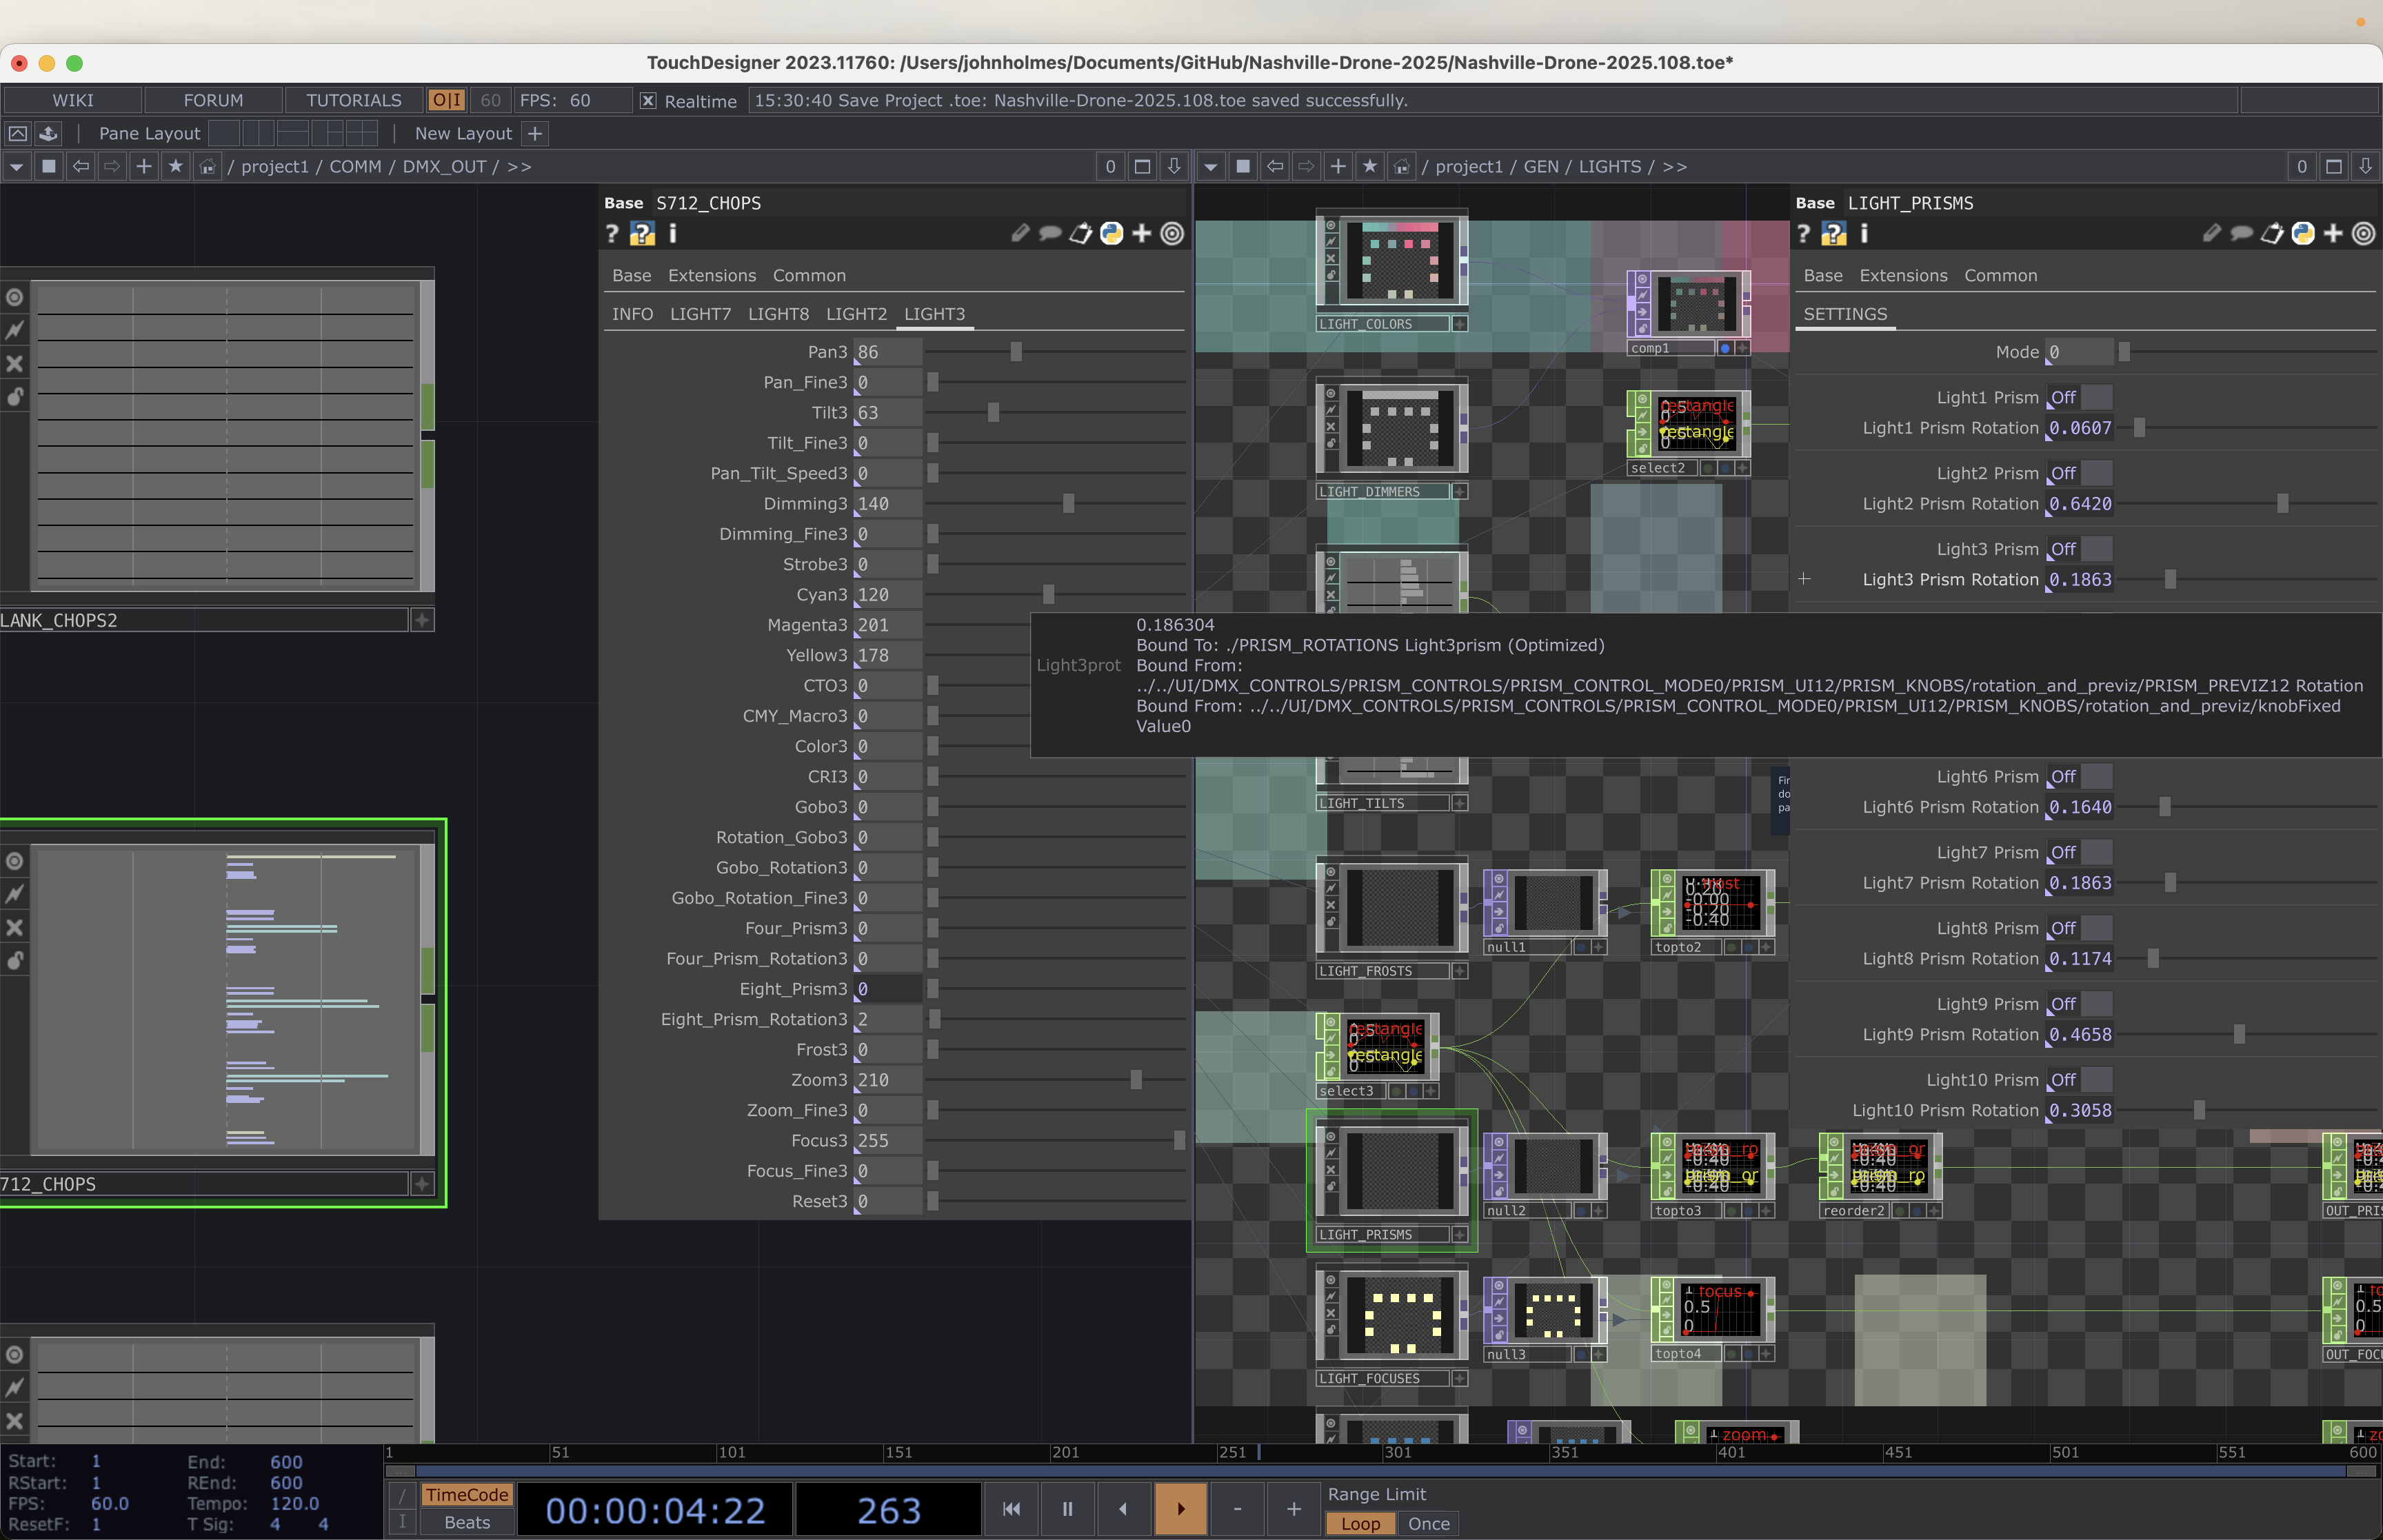 TouchDesigner 2023.11760: /Users/johnholmes/Documents/GitHub/Nashville-Drone-2025/Nashville-Drone-2025.108.toe*
WIKI FORUM TUTORIALS O|I 60 FPS: 60 Realtime 15:30:40 Save Project .toe: Nashville-Drone-2025.108.toe saved successfully.
Pane Layout New Layout +
/ project1 / COMM / DMX_OUT / >> 0
/ project1 / GEN / LIGHTS / >> 0
LANK_CHOPS2
712_CHOPS
Base S712_CHOPS
Base Extensions Common
INFO LIGHT7 LIGHT8 LIGHT2 LIGHT3
Pan3 86
Pan_Fine3 0
Tilt3 63
Tilt_Fine3 0
Pan_Tilt_Speed3 0
Dimming3 140
Dimming_Fine3 0
Strobe3 0
Cyan3 120
Magenta3 201
Yellow3 178
CTO3 0
CMY_Macro3 0
Color3 0
CRI3 0
Gobo3 0
Rotation_Gobo3 0
Gobo_Rotation3 0
Gobo_Rotation_Fine3 0
Four_Prism3 0
Four_Prism_Rotation3 0
Eight_Prism3 0
Eight_Prism_Rotation3 2
Frost3 0
Zoom3 210
Zoom_Fine3 0
Focus3 255
Focus_Fine3 0
Reset3 0
LIGHT_COLORS
comp1
LIGHT_DIMMERS
select2
LIGHT_TILTS
LIGHT_FROSTS
null1
topto2
select3
LIGHT_PRISMS
null2
topto3
reorder2
OUT_PRIS
LIGHT_FOCUSES
null3
focus
0.5
0
topto4
OUT_FOCU
zoom
Fir
do
pa
Base LIGHT_PRISMS
Base Extensions Common
SETTINGS
Mode 0
Light1 Prism Off
Light1 Prism Rotation 0.0607
Light2 Prism Off
Light2 Prism Rotation 0.6420
Light3 Prism Off
Light3 Prism Rotation 0.1863
Light3prot
0.186304
Bound To: ./PRISM_ROTATIONS Light3prism (Optimized)
Bound From:
../../UI/DMX_CONTROLS/PRISM_CONTROLS/PRISM_CONTROL_MODE0/PRISM_UI12/PRISM_KNOBS/rotation_and_previz/PRISM_PREVIZ12 Rotation
Bound From: ../../UI/DMX_CONTROLS/PRISM_CONTROLS/PRISM_CONTROL_MODE0/PRISM_UI12/PRISM_KNOBS/rotation_and_previz/knobFixed
Value0
Light6 Prism Off
Light6 Prism Rotation 0.1640
Light7 Prism Off
Light7 Prism Rotation 0.1863
Light8 Prism Off
Light8 Prism Rotation 0.1174
Light9 Prism Off
Light9 Prism Rotation 0.4658
Light10 Prism Off
Light10 Prism Rotation 0.3058
1 51 101 151 201 251 301 351 401 451 501 551 600
Start: 1 End: 600
RStart: 1 REnd: 600
FPS: 60.0 Tempo: 120.0
ResetF: 1 T Sig: 4 4
TimeCode
Beats
00:00:04:22
263
Range Limit
Loop Once